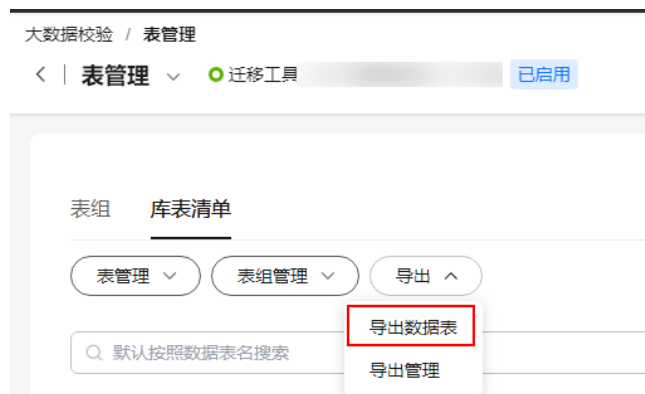 大数据校验 / 表管理
表管理 迁移工具 已启用
表组 库表清单
表管理 表组管理 导出
导出数据表
默认按照数据表名搜索
导出管理